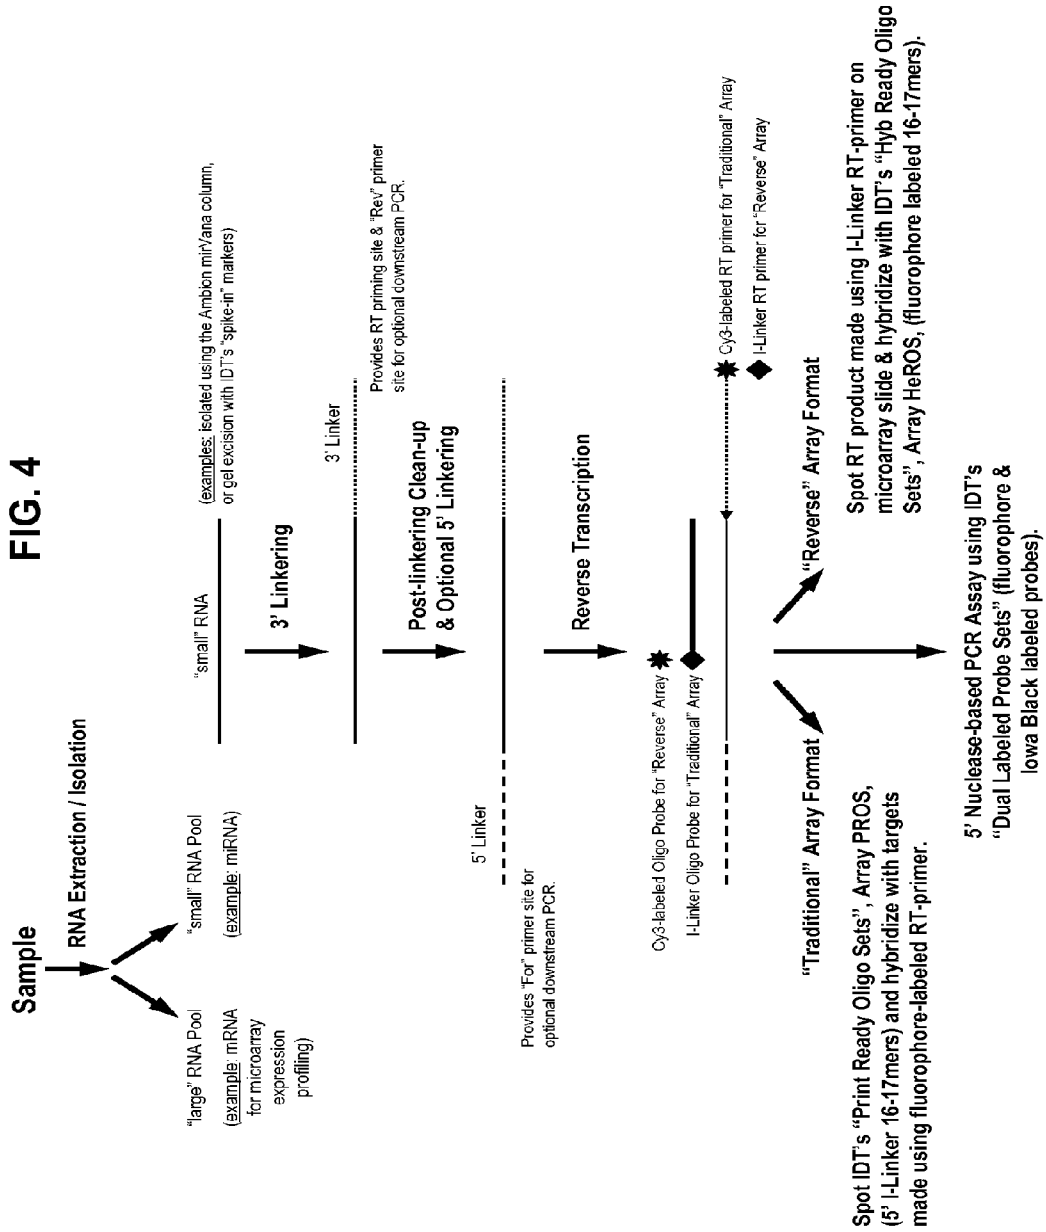 FIG. 4
Sample
RNA Extraction / Isolation
"large" RNA Pool
(example: mRNA
for microarray
expression
profiling)
"small" RNA Pool
(example: miRNA)
"small" RNA
(examples: isolated using the Ambion mirVana column,
or gel excision with IDT's "spike-in" markers)
3' Linkering
3' Linker
Provides RT priming site & "Rev" primer
site for optional downstream PCR.
Post-linkering Clean-up
& Optional 5' Linkering
5' Linker
Provides "For" primer site for
optional downstream PCR.
Reverse Transcription
Cy3-labeled Oligo Probe for "Reverse" Array
I-Linker Oligo Probe for "Traditional" Array
Cy3-labeled RT primer for "Traditional" Array
I-Linker RT primer for "Reverse" Array
"Traditional" Array Format
"Reverse" Array Format
Spot IDT's "Print Ready Oligo Sets", Array PROS,
(5' I-Linker 16-17mers) and hybridize with targets
made using fluorophore-labeled RT-primer.
Spot RT product made using I-Linker RT-primer on
microarray slide & hybridize with IDT's "Hyb Ready Oligo
Sets", Array HeROS, (fluorophore labeled 16-17mers).
5' Nuclease-based PCR Assay using IDT's
"Dual Labeled Probe Sets" (fluorophore &
Iowa Black labeled probes).